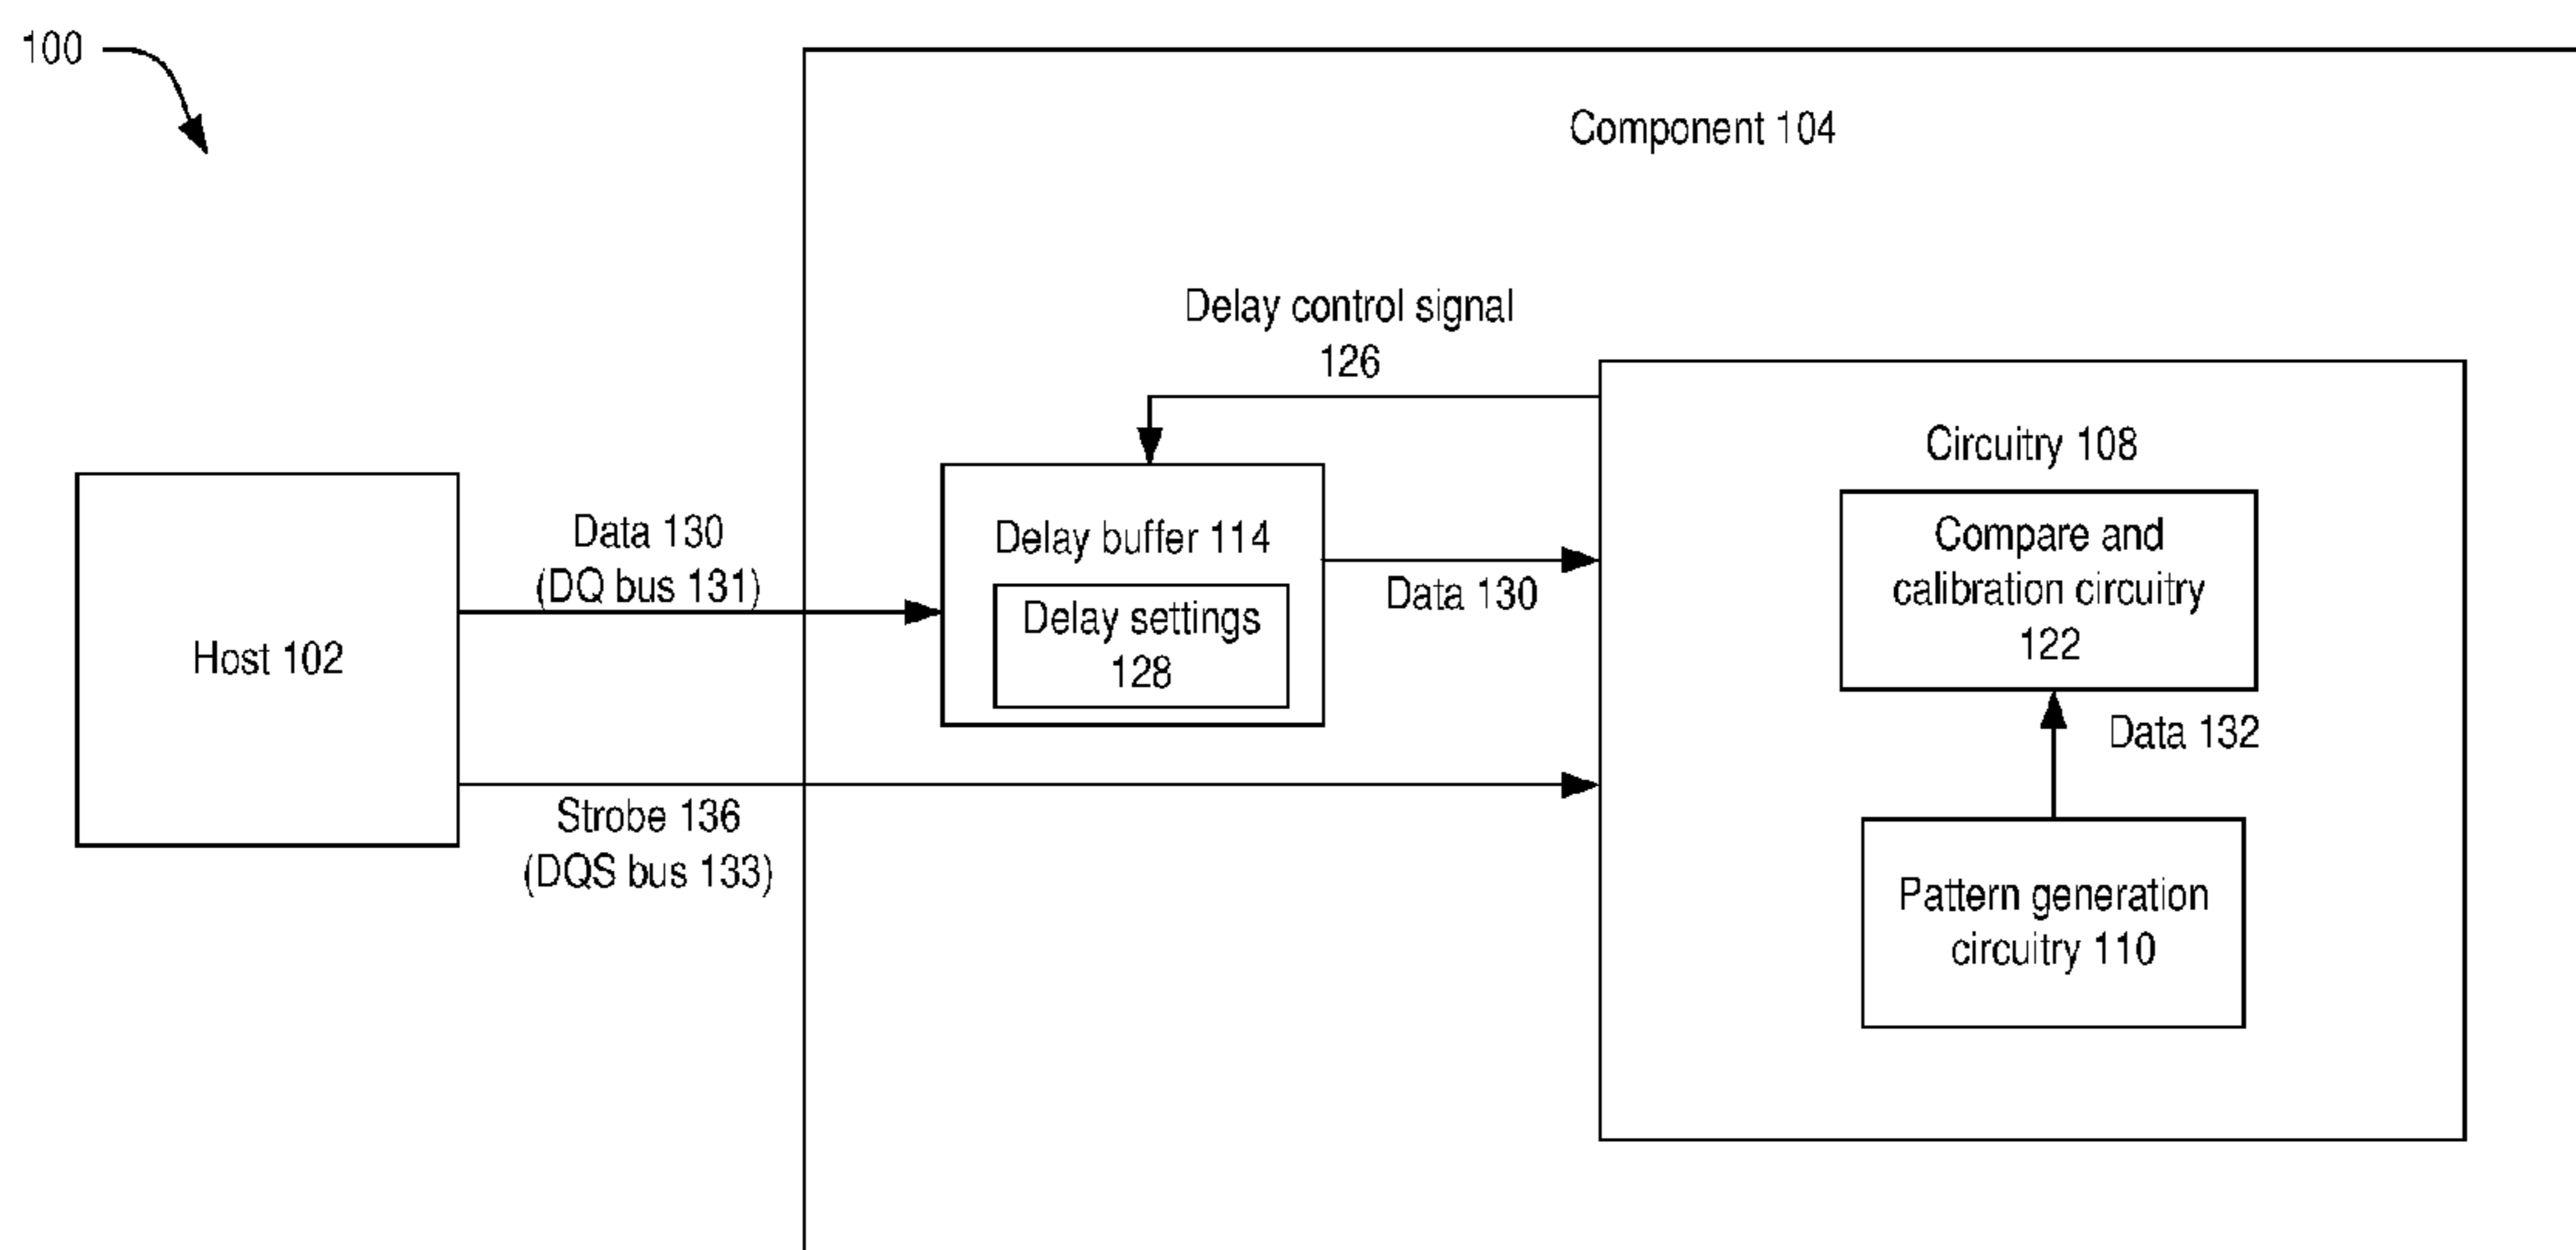 100
Component 104
Delay control signal
126
Circuitry 108
Compare and
calibration circuitry
122
Data 130
(DQ bus 131)
Delay buffer 114
Delay settings
128
Data 130
Host 102
Data 132
Strobe 136
(DQS bus 133)
Pattern generation
circuitry 110